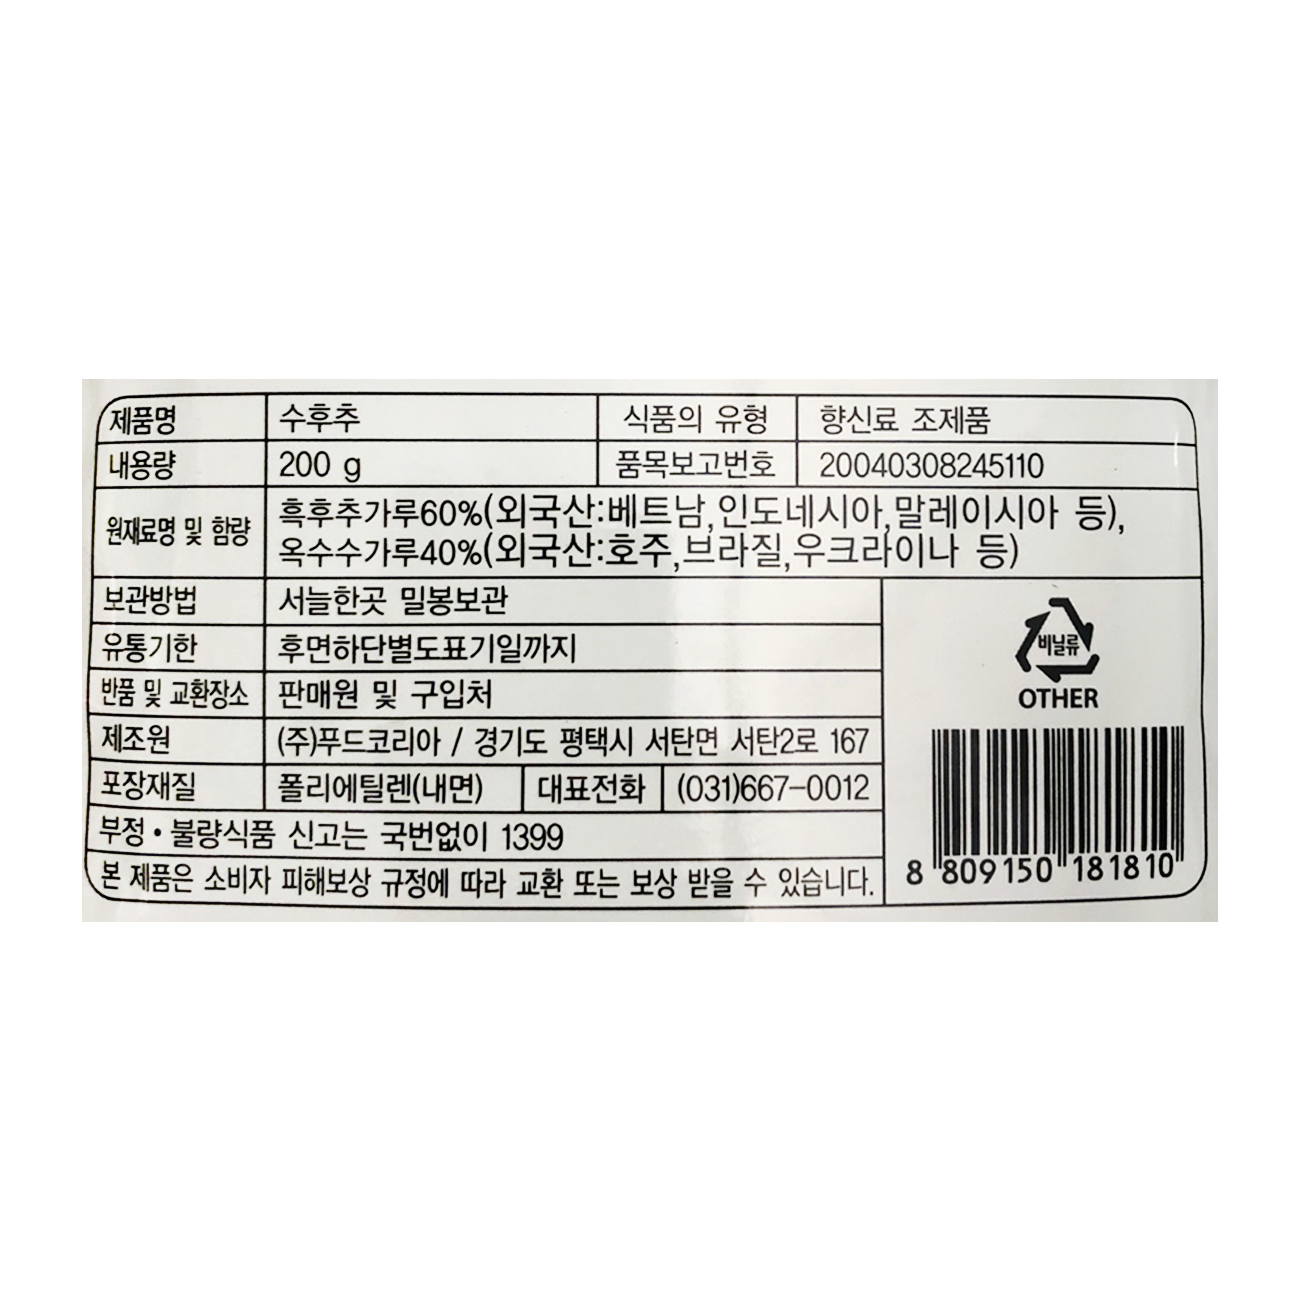 제품명 수후추 식품의 유형 향신료 조제품
내용량 200 g 품목보고번호 20040308245110
원재료명 및 함량 흑후추가루60%(외국산:베트남,인도네시아,말레이시아 등),
옥수수가루40%(외국산:호주,브라질,우크라이나 등)
보관방법 서늘한곳 밀봉보관
유통기한 후면하단별도표기일까지
반품 및 교환장소 판매원 및 구입처
제조원 (주)푸드코리아 / 경기도 평택시 서탄면 서탄2로 167
포장재질 폴리에틸렌(내면) 대표전화 (031)667-0012
부정•불량식품 신고는 국번없이 1399
본 제품은 소비자 피해보상 규정에 따라 교환 또는 보상 받을 수 있습니다.
비닐류
OTHER
8 809150 181810